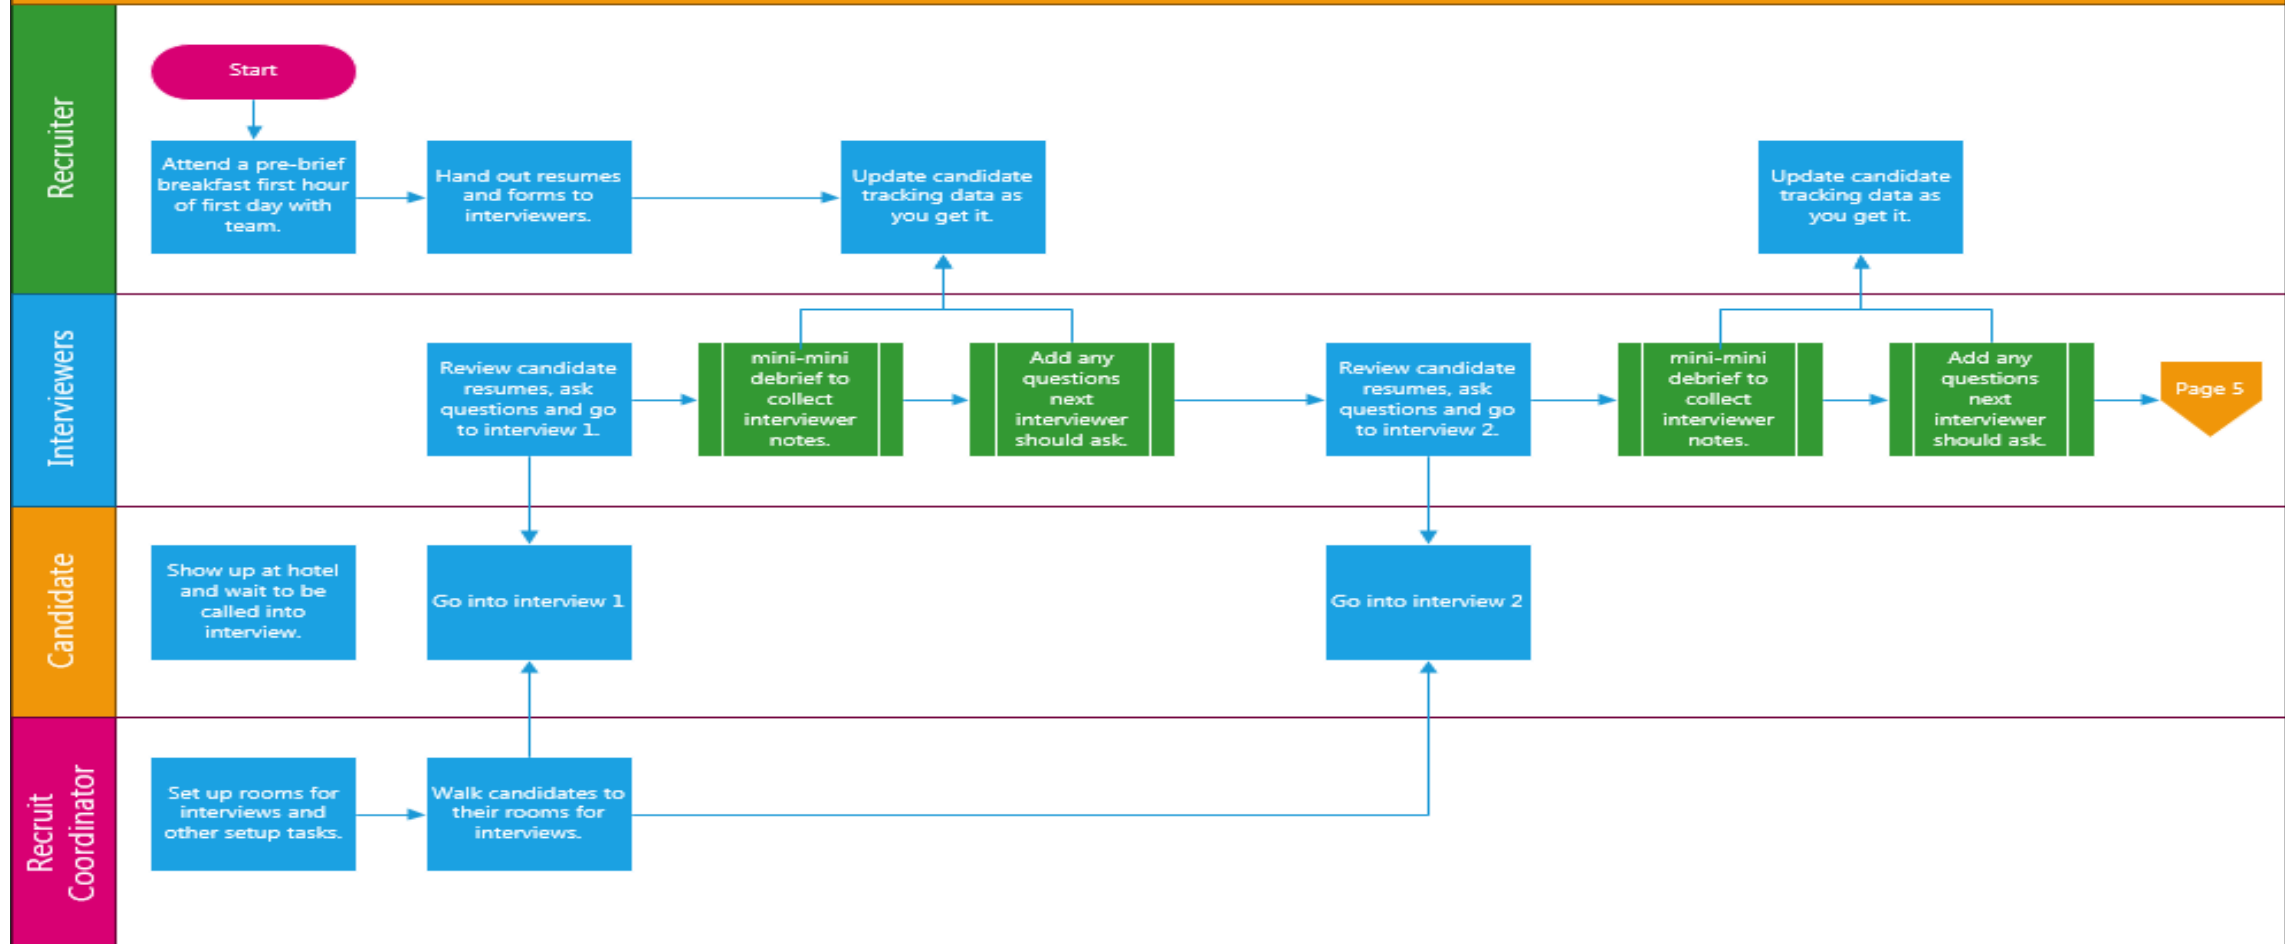 Recruiter
Start
Attend a pre-brief
breakfast first hour
of first day with
team.
Hand out resumes
and forms to
interviewers.
Update candidate
tracking data as
you get it.
Update candidate
tracking data as
you get it.
Interviewers
Review candidate
resumes, ask
questions and go
to interview 1.
mini-mini
debrief to
collect
interviewer
notes.
Add any
questions
next
interviewer
should ask.
Review candidate
resumes, ask
questions and go
to interview 2.
mini-mini
debrief to
collect
interviewer
notes.
Add any
questions
next
interviewer
should ask.
Page 5
Candidate
Show up at hotel
and wait to be
called into
interview.
Go into interview 1
Go into interview 2
Recruit
Coordinator
Set up rooms for
interviews and
other setup tasks.
Walk candidates to
their rooms for
interviews.